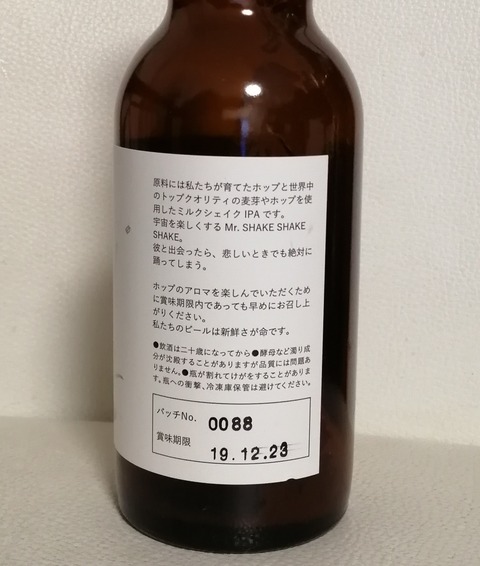 原料には私たちが育てたホップと世界中
のトップクオリティの麦芽やホップを使
用したミルクシェイク IPA です。
宇宙を楽しくする Mr. SHAKE SHAKE
SHAKE。
彼と出会ったら、悲しいときでも絶対に
踊ってしまう。
ホップのアロマを楽しんでいただくため
に賞味期限内であっても早めにお召し上
がりください。
私たちのビールは新鮮さが命です。
●飲酒は二十歳になってから●酵母など濁り成
分が沈殿することがありますが品質には問題あ
りません。●瓶が割れてけがをすることがありま
す。瓶への衝撃、冷凍庫保管は避けてください。
バッチNo. 0088
賞味期限 19.12.23